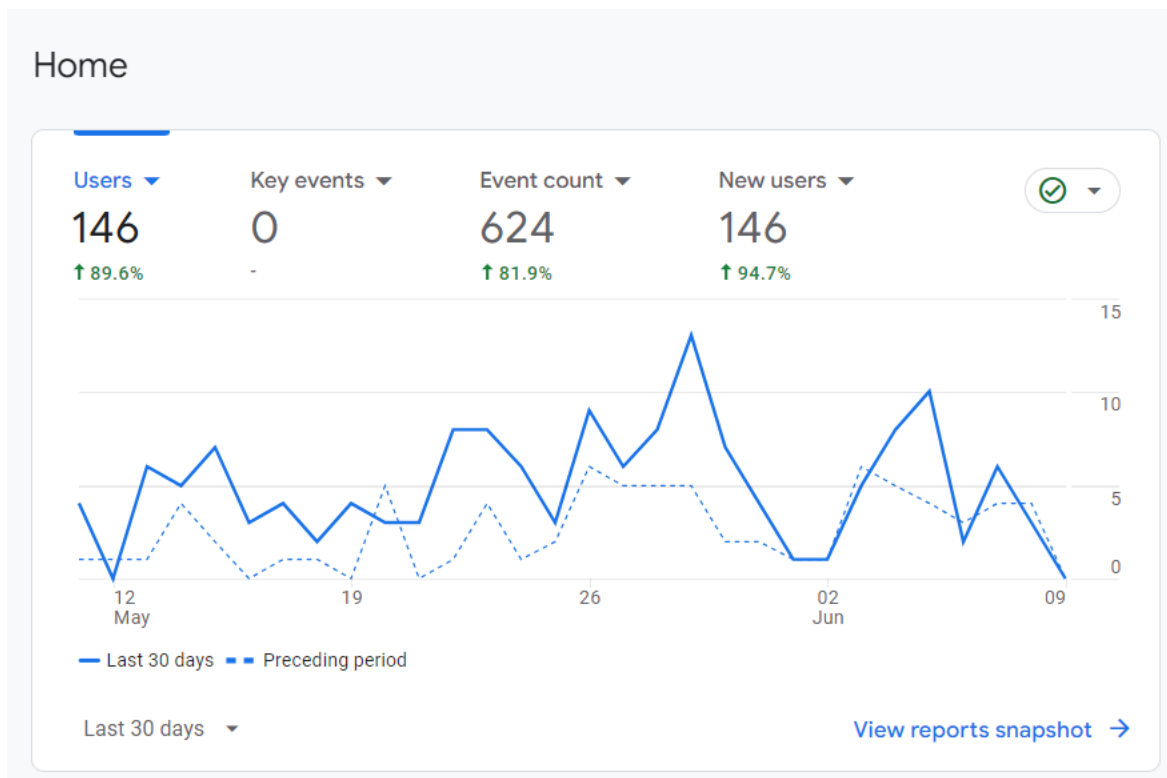 Home
Users Key events Event count New users
146 0 624 146
↑ 89.6% - ↑ 81.9% ↑ 94.7%
15
10
5
0
12 19 26 02 09
May Jun
Last 30 days Preceding period
Last 30 days View reports snapshot →